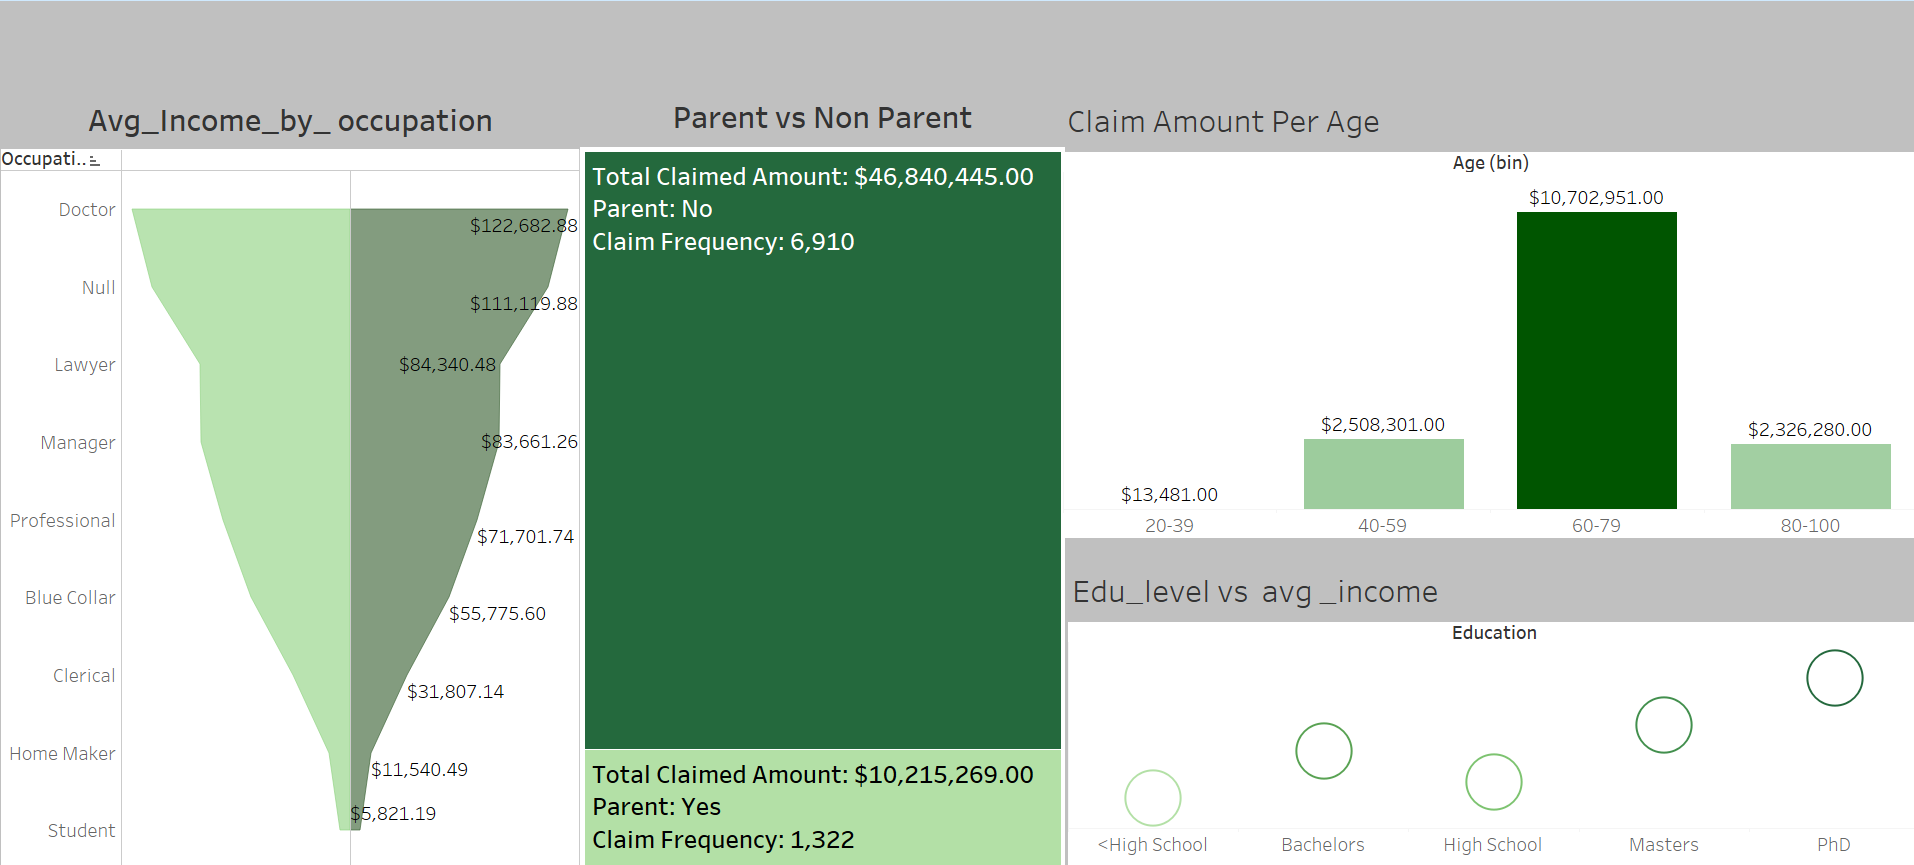 Avg_Income_by_ occupation
Occupati..
Doctor
$122,682.88
Null
$111,119.88
Lawyer
$84,340.48
Manager
$83,661.26
Professional
$71,701.74
Blue Collar
$55,775.60
Clerical
$31,807.14
Home Maker
$11,540.49
$5,821.19
Student
Parent vs Non Parent
Total Claimed Amount: $46,840,445.00
Parent: No
Claim Frequency: 6,910
Total Claimed Amount: $10,215,269.00
Parent: Yes
Claim Frequency: 1,322
Claim Amount Per Age
Age (bin)
$13,481.00
$2,508,301.00
$10,702,951.00
$2,326,280.00
20-39
40-59
60-79
80-100
Edu_level vs avg _income
Education
<High School
Bachelors
High School
Masters
PhD